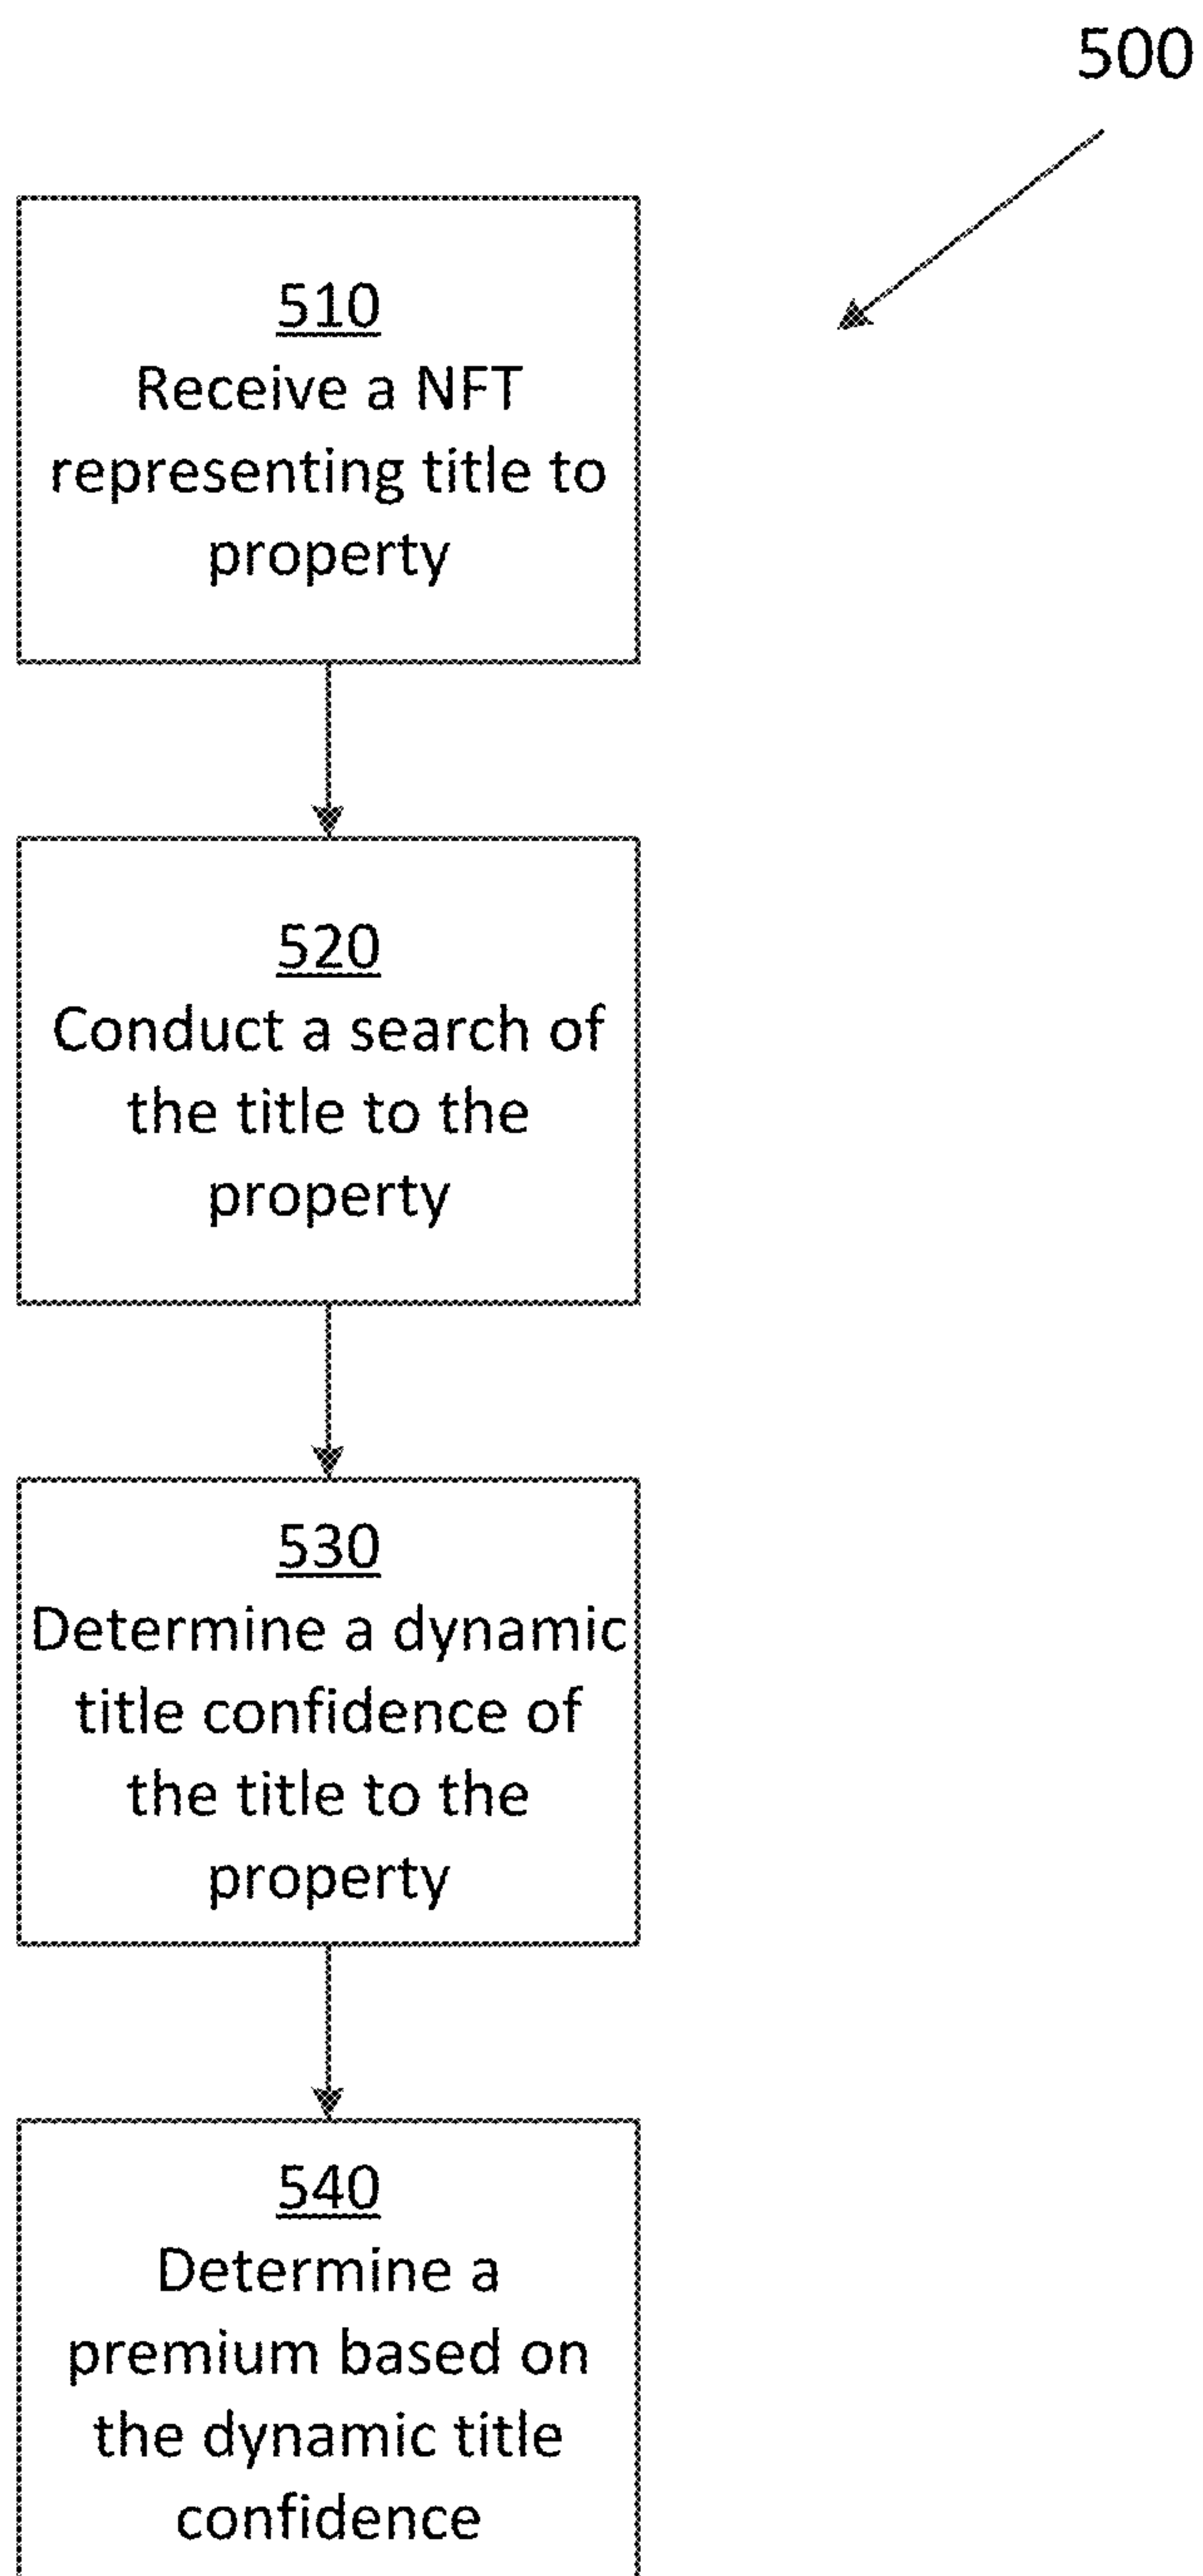 500
510
Receive a NFT
representing title to
property
520
Conduct a search of
the title to the
property
530
Determine a dynamic
title confidence of
the title to the
property
540
Determine a
premium based on
the dynamic title
confidence